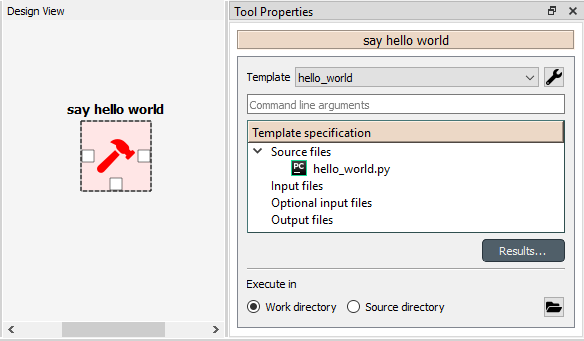 Design View
say hello world
Tool Properties
say hello world
Template hello_world
Command line arguments
Template specification
Source files
PC hello_world.py
Input files
Optional input files
Output files
Results...
Execute in
Work directory Source directory